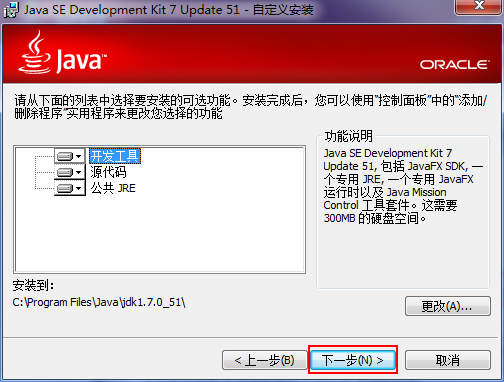 Java SE Development Kit 7 Update 51 - 自定义安装
Java™
ORACLE
请从下面的列表中选择要安装的可选功能。安装完成后，您可以使用“控制面板”中的“添加/
删除程序”实用程序来更改您选择的功能
开发工具
源代码
公共 JRE
功能说明
Java SE Development Kit 7
Update 51, 包括 JavaFX SDK, 一
个专用 JRE, 一个专用 JavaFX
运行时以及 Java Mission
Control 工具套件。这需要
300MB 的硬盘空间。
安装到:
C:\Program Files\Java\jdk1.7.0_51\
更改(A)...
< 上一步(B)
下一步(N) >
取消